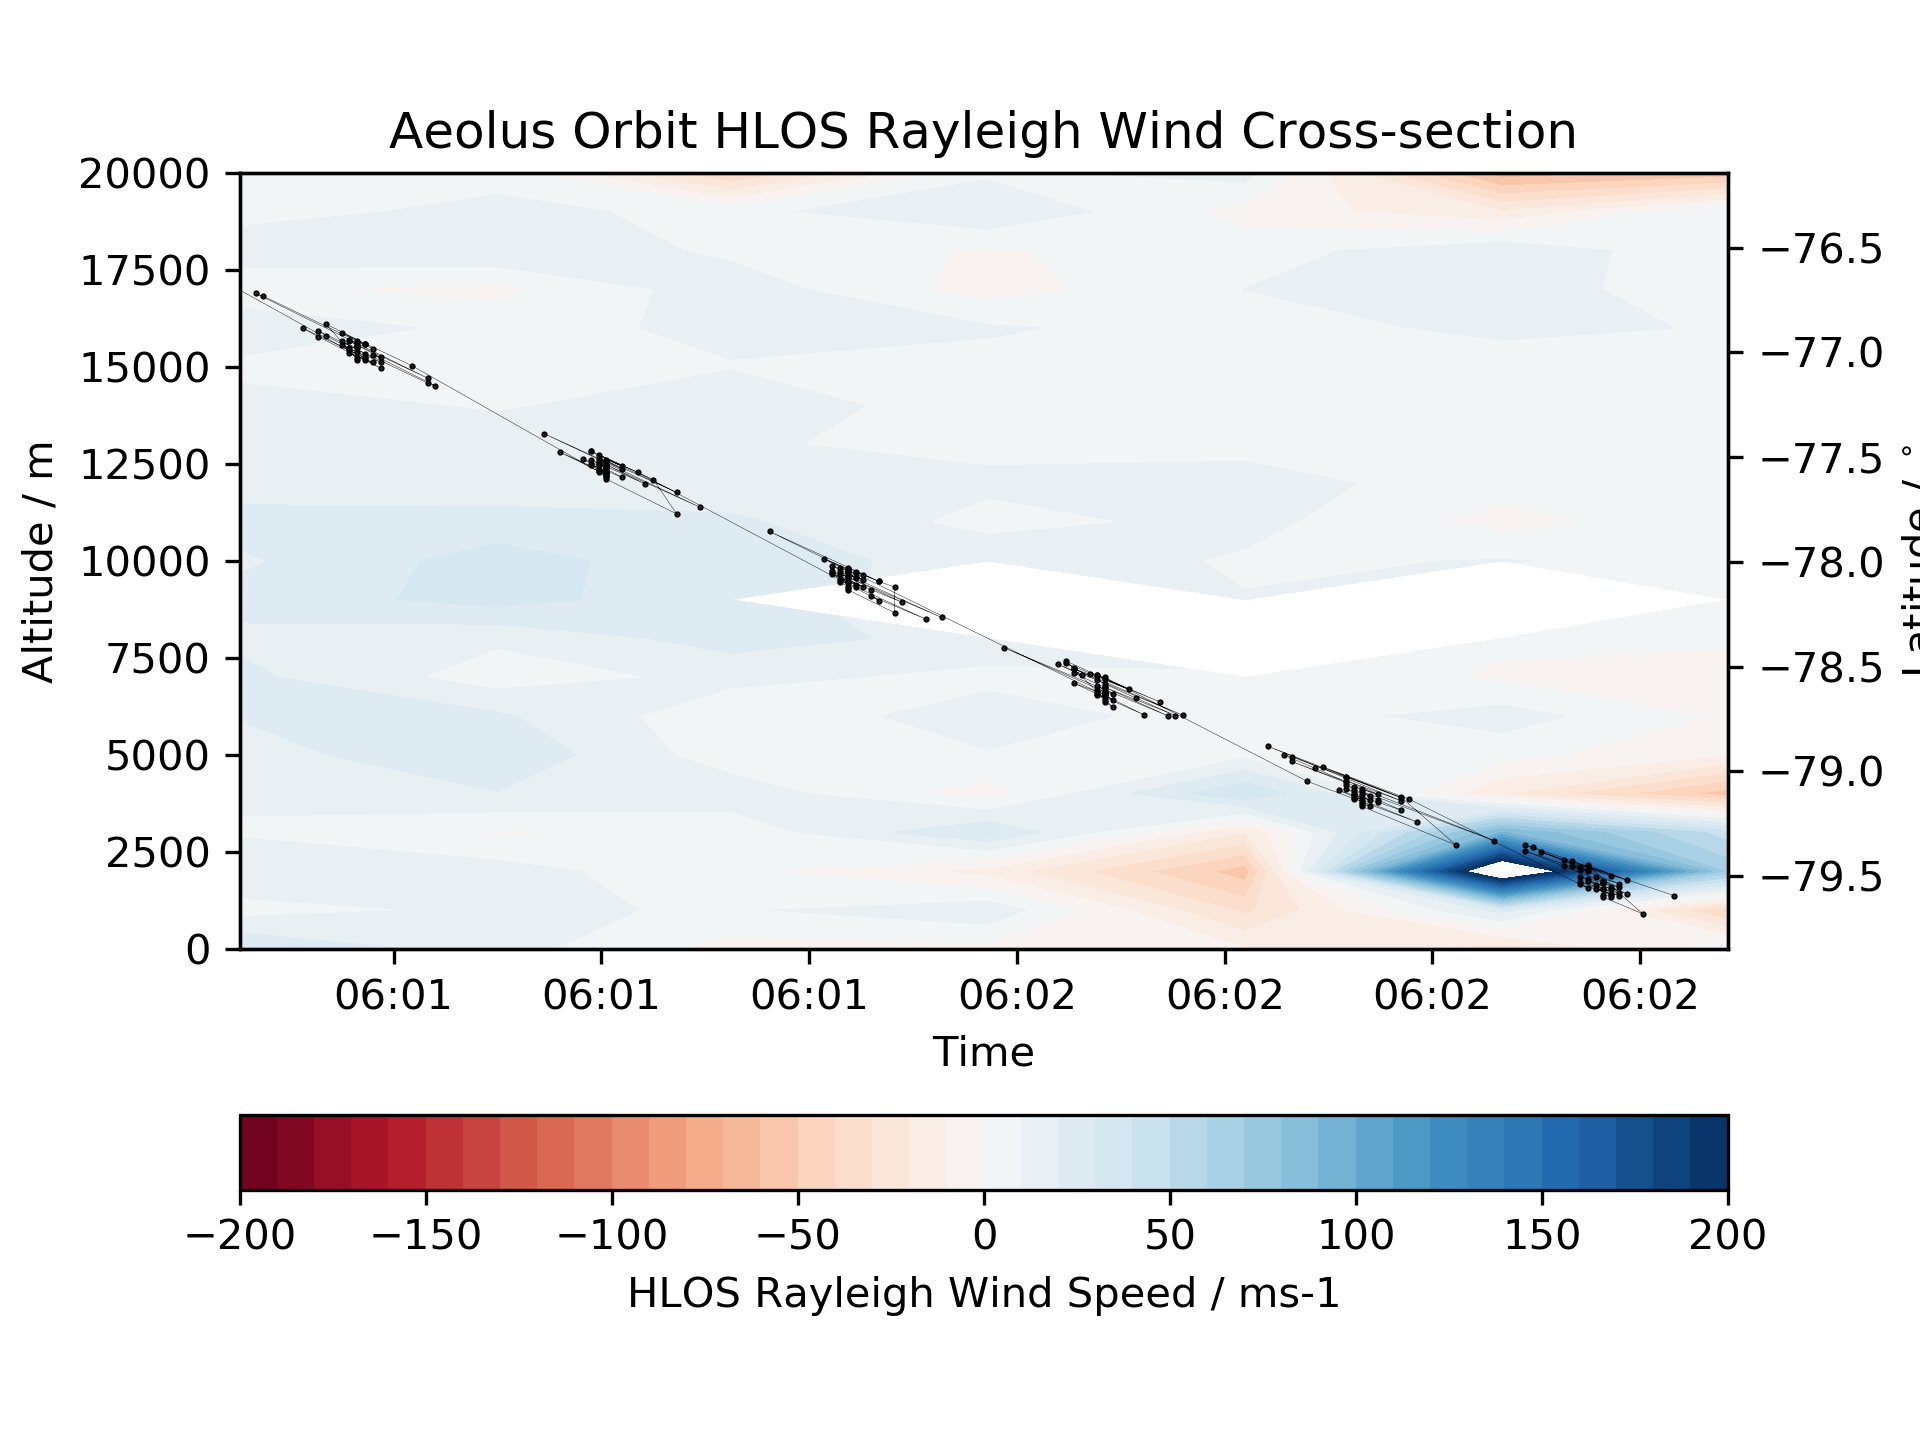 Aeolus Orbit HLOS Rayleigh Wind Cross-section
20000
17500
15000
12500
10000
7500
5000
2500
0
Altitude / m
−76.5
−77.0
−77.5
−78.0
−78.5
−79.0
−79.5
Latitude / °
06:01 06:01 06:01 06:02 06:02 06:02 06:02
Time
−200 −150 −100 −50 0 50 100 150 200
HLOS Rayleigh Wind Speed / ms-1